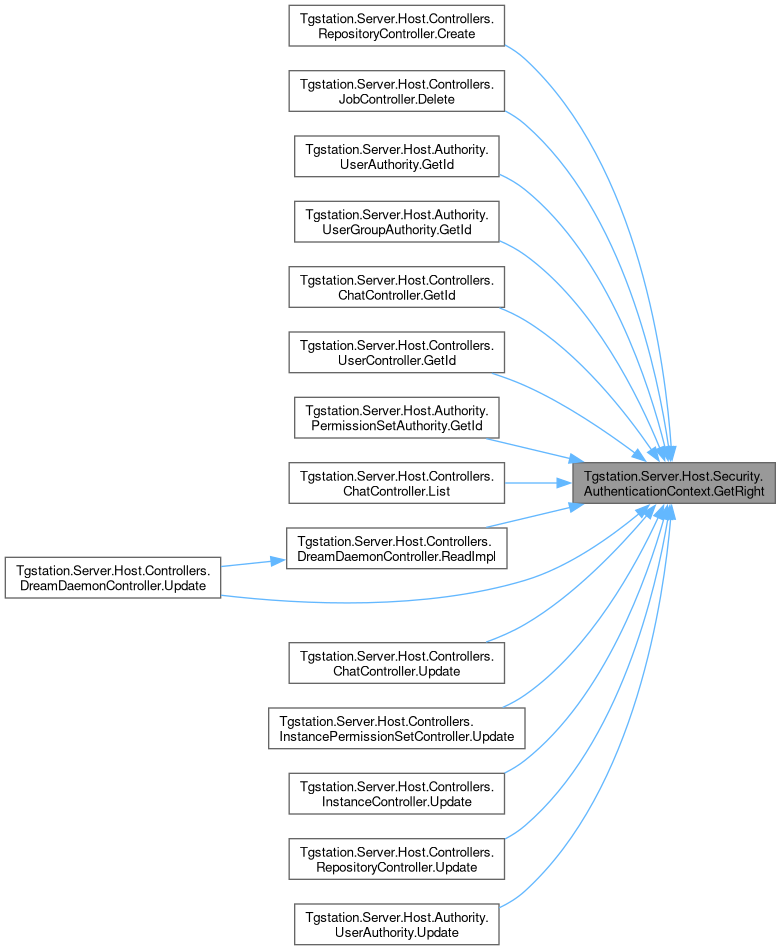 Tgstation.Server.Host.Controllers.
RepositoryController.Create
Tgstation.Server.Host.Controllers.
JobController.Delete
Tgstation.Server.Host.Authority.
UserAuthority.GetId
Tgstation.Server.Host.Authority.
UserGroupAuthority.GetId
Tgstation.Server.Host.Controllers.
ChatController.GetId
Tgstation.Server.Host.Controllers.
UserController.GetId
Tgstation.Server.Host.Authority.
PermissionSetAuthority.GetId
Tgstation.Server.Host.Controllers.
ChatController.List
Tgstation.Server.Host.Security.
AuthenticationContext.GetRight
Tgstation.Server.Host.Controllers.
DreamDaemonController.ReadImpl
Tgstation.Server.Host.Controllers.
DreamDaemonController.Update
Tgstation.Server.Host.Controllers.
ChatController.Update
Tgstation.Server.Host.Controllers.
InstancePermissionSetController.Update
Tgstation.Server.Host.Controllers.
InstanceController.Update
Tgstation.Server.Host.Controllers.
RepositoryController.Update
Tgstation.Server.Host.Authority.
UserAuthority.Update